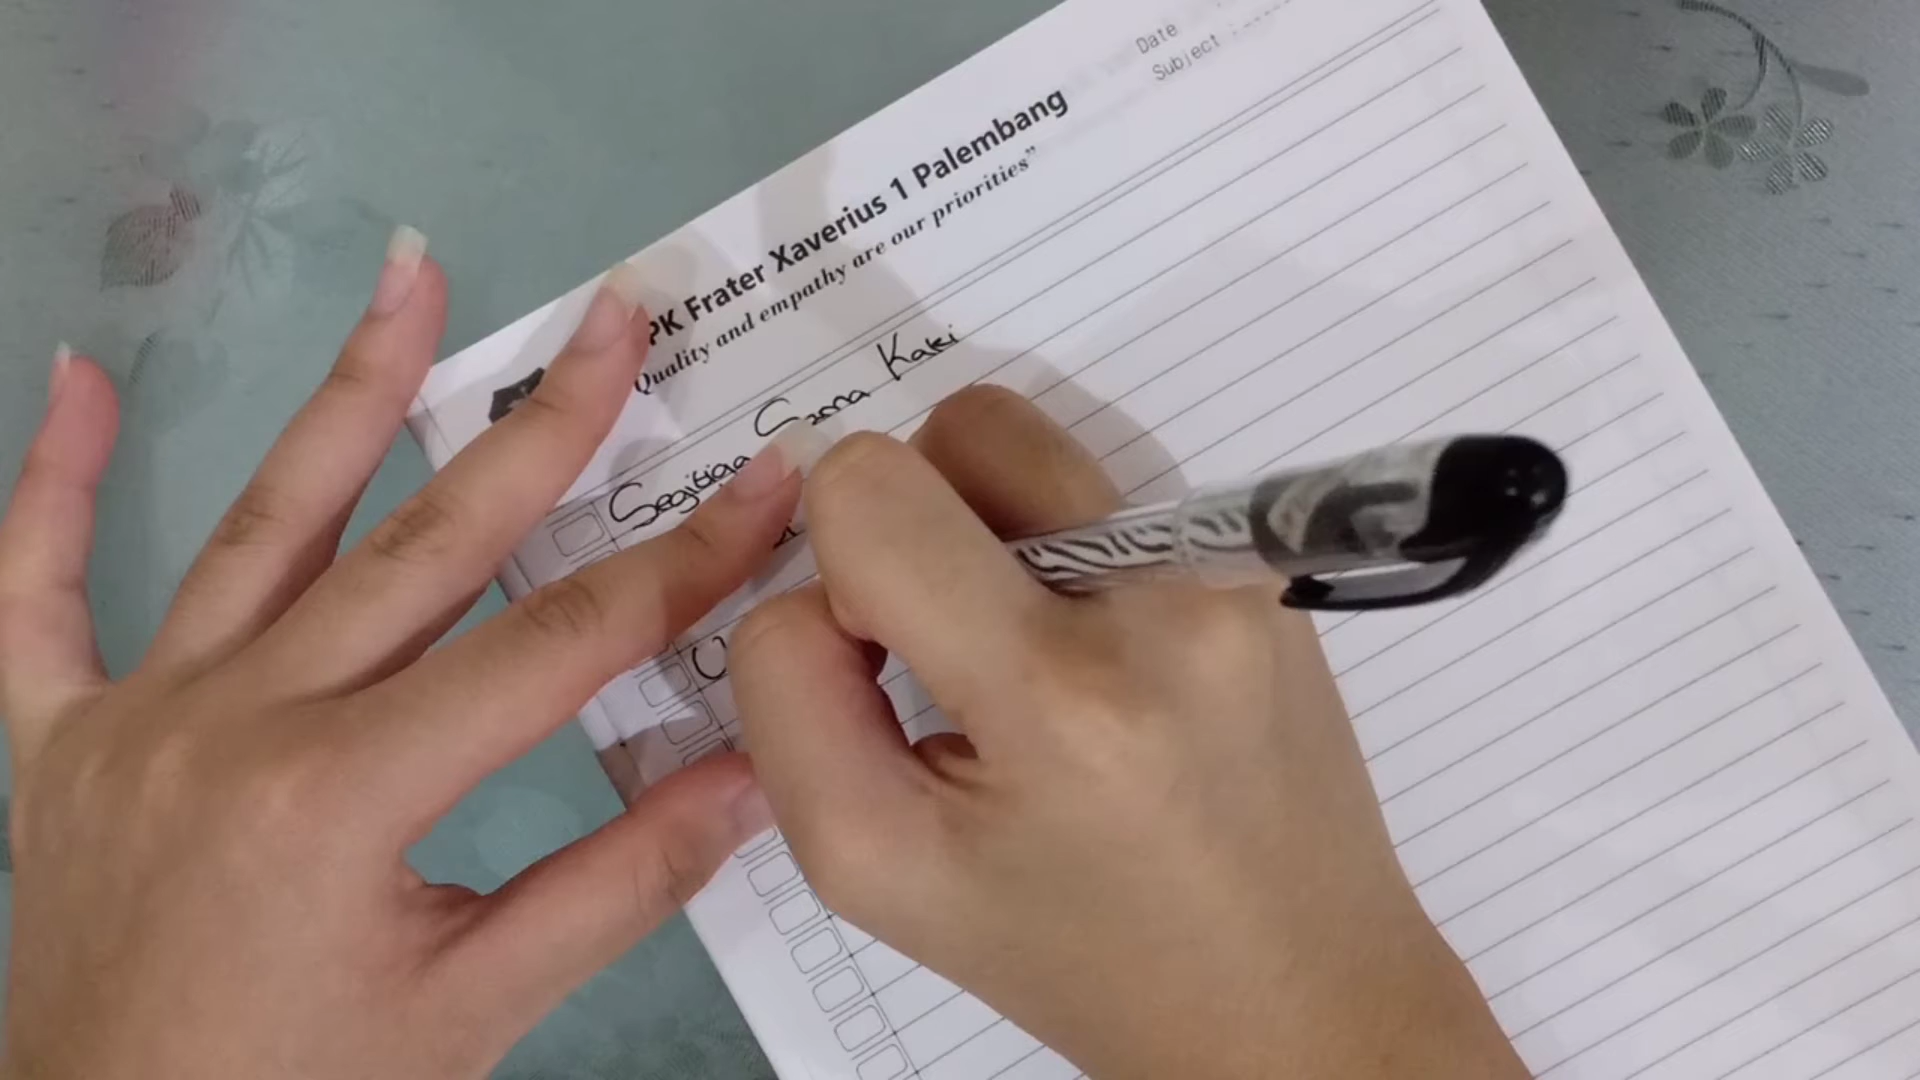 Date
Subject :
PK Frater Xaverius 1 Palembang
Quality and empathy are our priorities”
Segitiga Sama Kaki